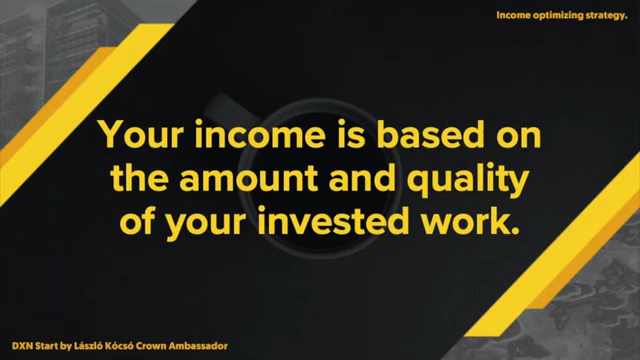 Income optimizing strategy.
Your income is based on
the amount and quality
of your invested work.
DXN Start by László Kócsó Crown Ambassador